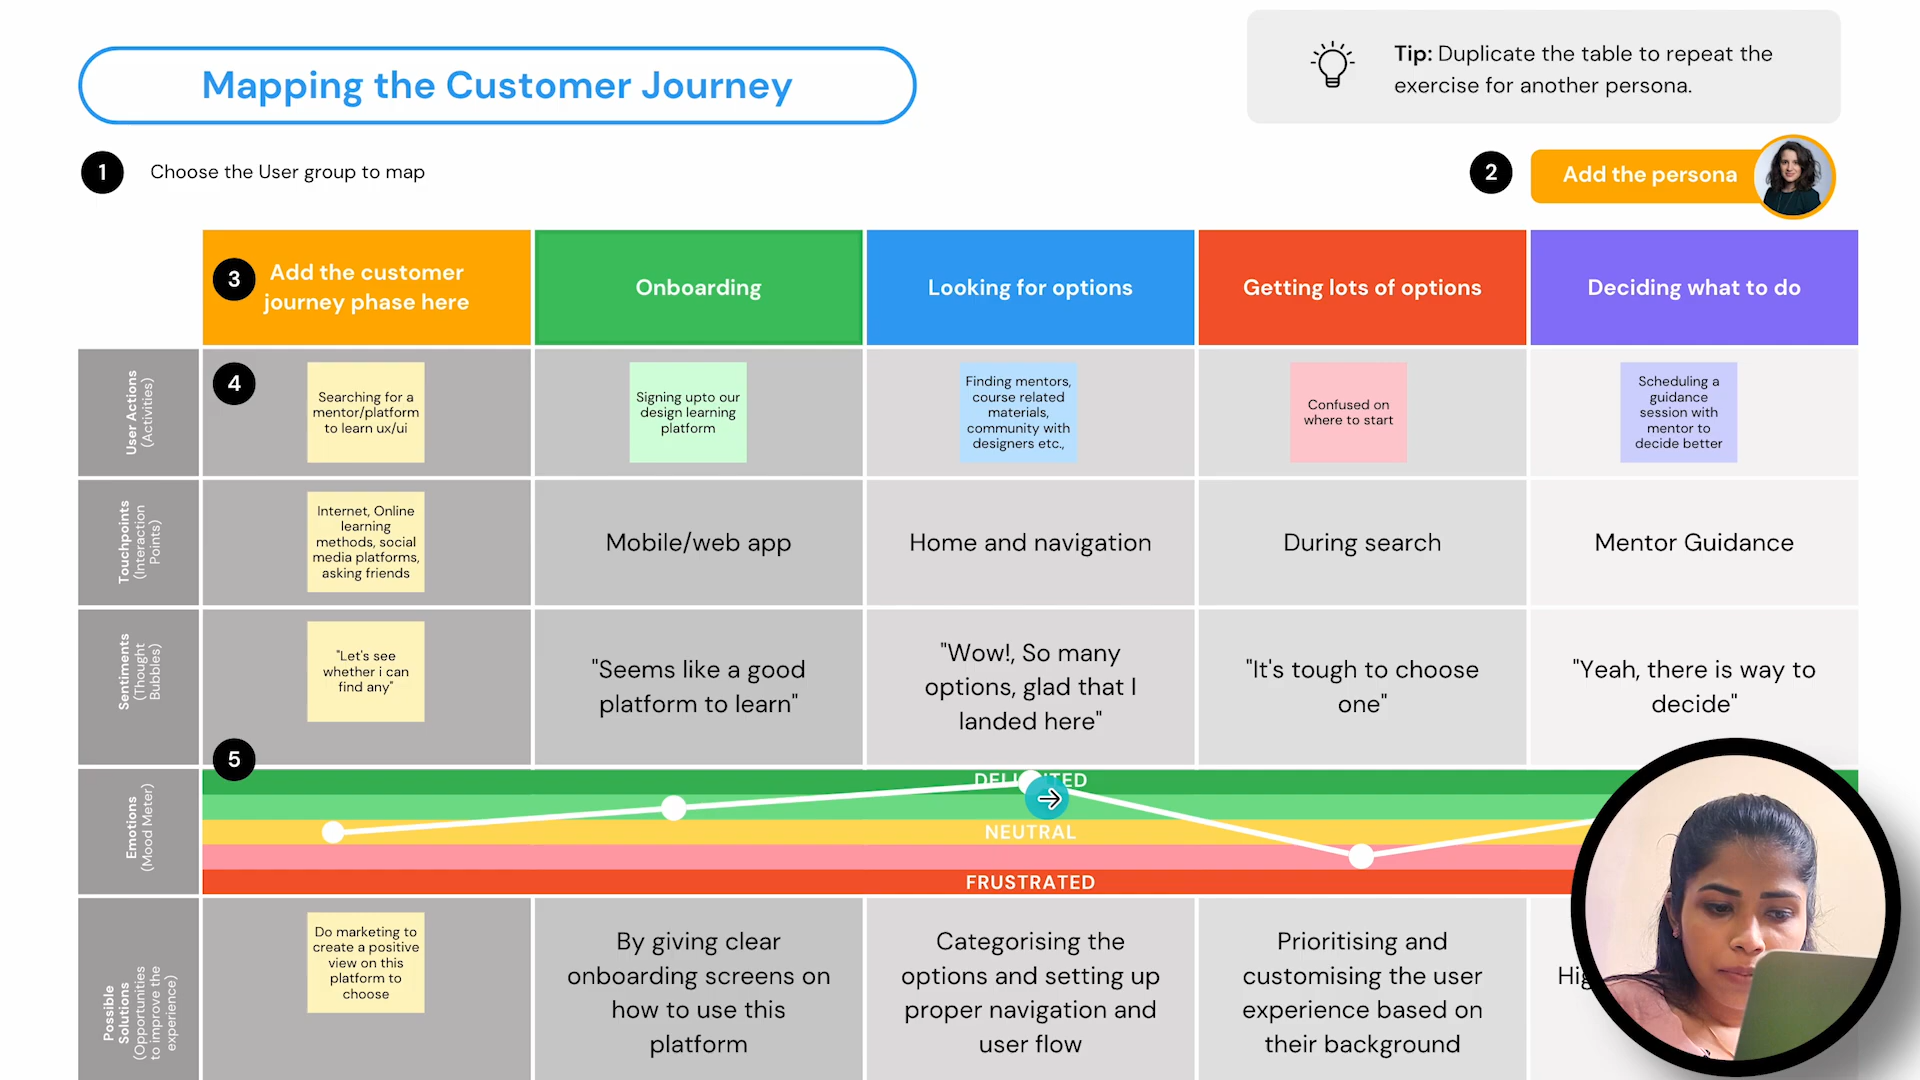 Mapping the Customer Journey
Tip: Duplicate the table to repeat the
exercise for another persona.
1
Choose the User group to map
2
Add the persona
3
Add the customer
journey phase here
Onboarding
Looking for options
Getting lots of options
Deciding what to do
User Actions
(Activities)
4
Searching for a
mentor/platform
to learn ux/ui
Signing upto our
design learning
platform
Finding mentors,
course related
materials,
community with
designers etc.,
Confused on
where to start
Scheduling a
guidance
session with
mentor to
decide better
Touchpoints
(Interaction
Points)
Internet, Online
learning
methods, social
media platforms,
asking friends
Mobile/web app
Home and navigation
During search
Mentor Guidance
Sentiments
(Thought
Bubbles)
"Let's see
whether i can
find any"
"Seems like a good
platform to learn"
"Wow!, So many
options, glad that I
landed here"
"It's tough to choose
one"
"Yeah, there is way to
decide"
5
Emotions
(Mood Meter)
NEUTRAL
FRUSTRATED
Possible
Solutions
(Opportunities
to improve the
experience)
Do marketing to
create a positive
view on this
platform to
choose
By giving clear
onboarding screens on
how to use this
platform
Categorising the
options and setting up
proper navigation and
user flow
Prioritising and
customising the user
experience based on
their background